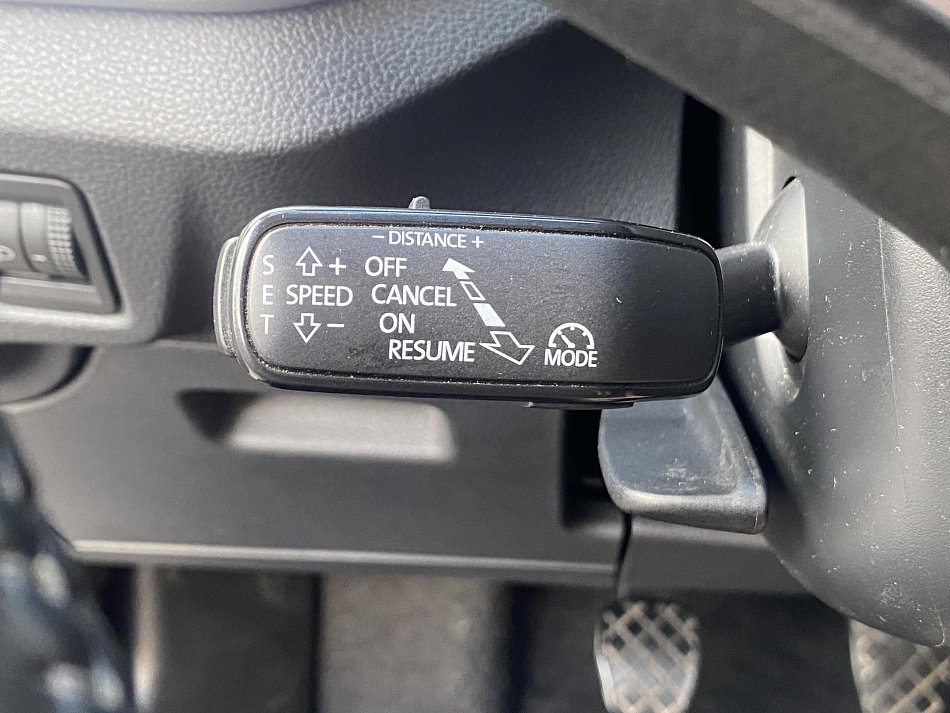 − DISTANCE +
S + OFF
E SPEED CANCEL
T − ON
RESUME MODE